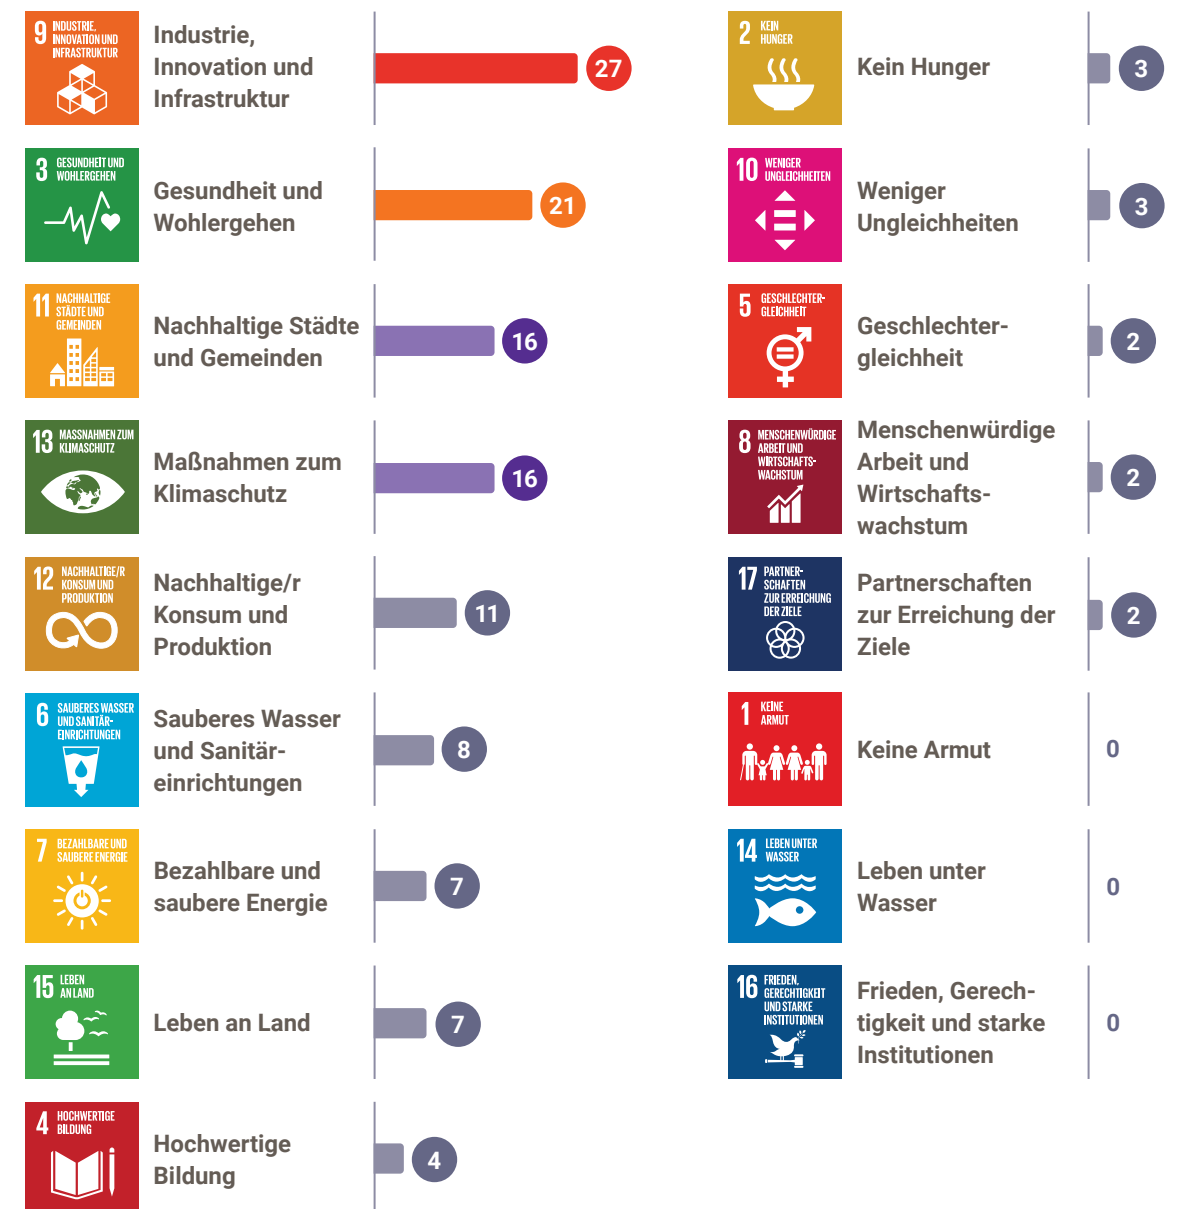 9 INDUSTRIE,
INNOVATION UND
INFRASTRUKTUR
Industrie,
Innovation und
Infrastruktur
27
3 GESUNDHEIT UND
WOHLERGEHEN
Gesundheit und
Wohlergehen
21
11 NACHHALTIGE
STÄDTE UND
GEMEINDEN
Nachhaltige Städte
und Gemeinden
16
13 MASSNAHMEN ZUM
KLIMASCHUTZ
Maßnahmen zum
Klimaschutz
16
12 NACHHALTIGE/R
KONSUM UND
PRODUKTION
Nachhaltige/r
Konsum und
Produktion
11
6 SAUBERES WASSER
UND SANITÄR-
EINRICHTUNGEN
Sauberes Wasser
und Sanitär-
einrichtungen
8
7 BEZAHLBARE UND
SAUBERE ENERGIE
Bezahlbare und
saubere Energie
7
15 LEBEN
AN LAND
Leben an Land
7
4 HOCHWERTIGE
BILDUNG
Hochwertige
Bildung
4
2 KEIN
HUNGER
Kein Hunger
3
10 WENIGER
UNGLEICHHEITEN
Weniger
Ungleichheiten
3
5 GESCHLECHTER-
GLEICHHEIT
Geschlechter-
gleichheit
2
8 MENSCHENWÜRDIGE
ARBEIT UND
WIRTSCHAFTS-
WACHSTUM
Menschenwürdige
Arbeit und
Wirtschafts-
wachstum
2
17 PARTNER-
SCHAFTEN
ZUR ERREICHUNG
DER ZIELE
Partnerschaften
zur Erreichung der
Ziele
2
1 KEINE
ARMUT
Keine Armut
0
14 LEBEN UNTER
WASSER
Leben unter
Wasser
0
16 FRIEDEN,
GERECHTIGKEIT
UND STARKE
INSTITUTIONEN
Frieden, Gerech-
tigkeit und starke
Institutionen
0